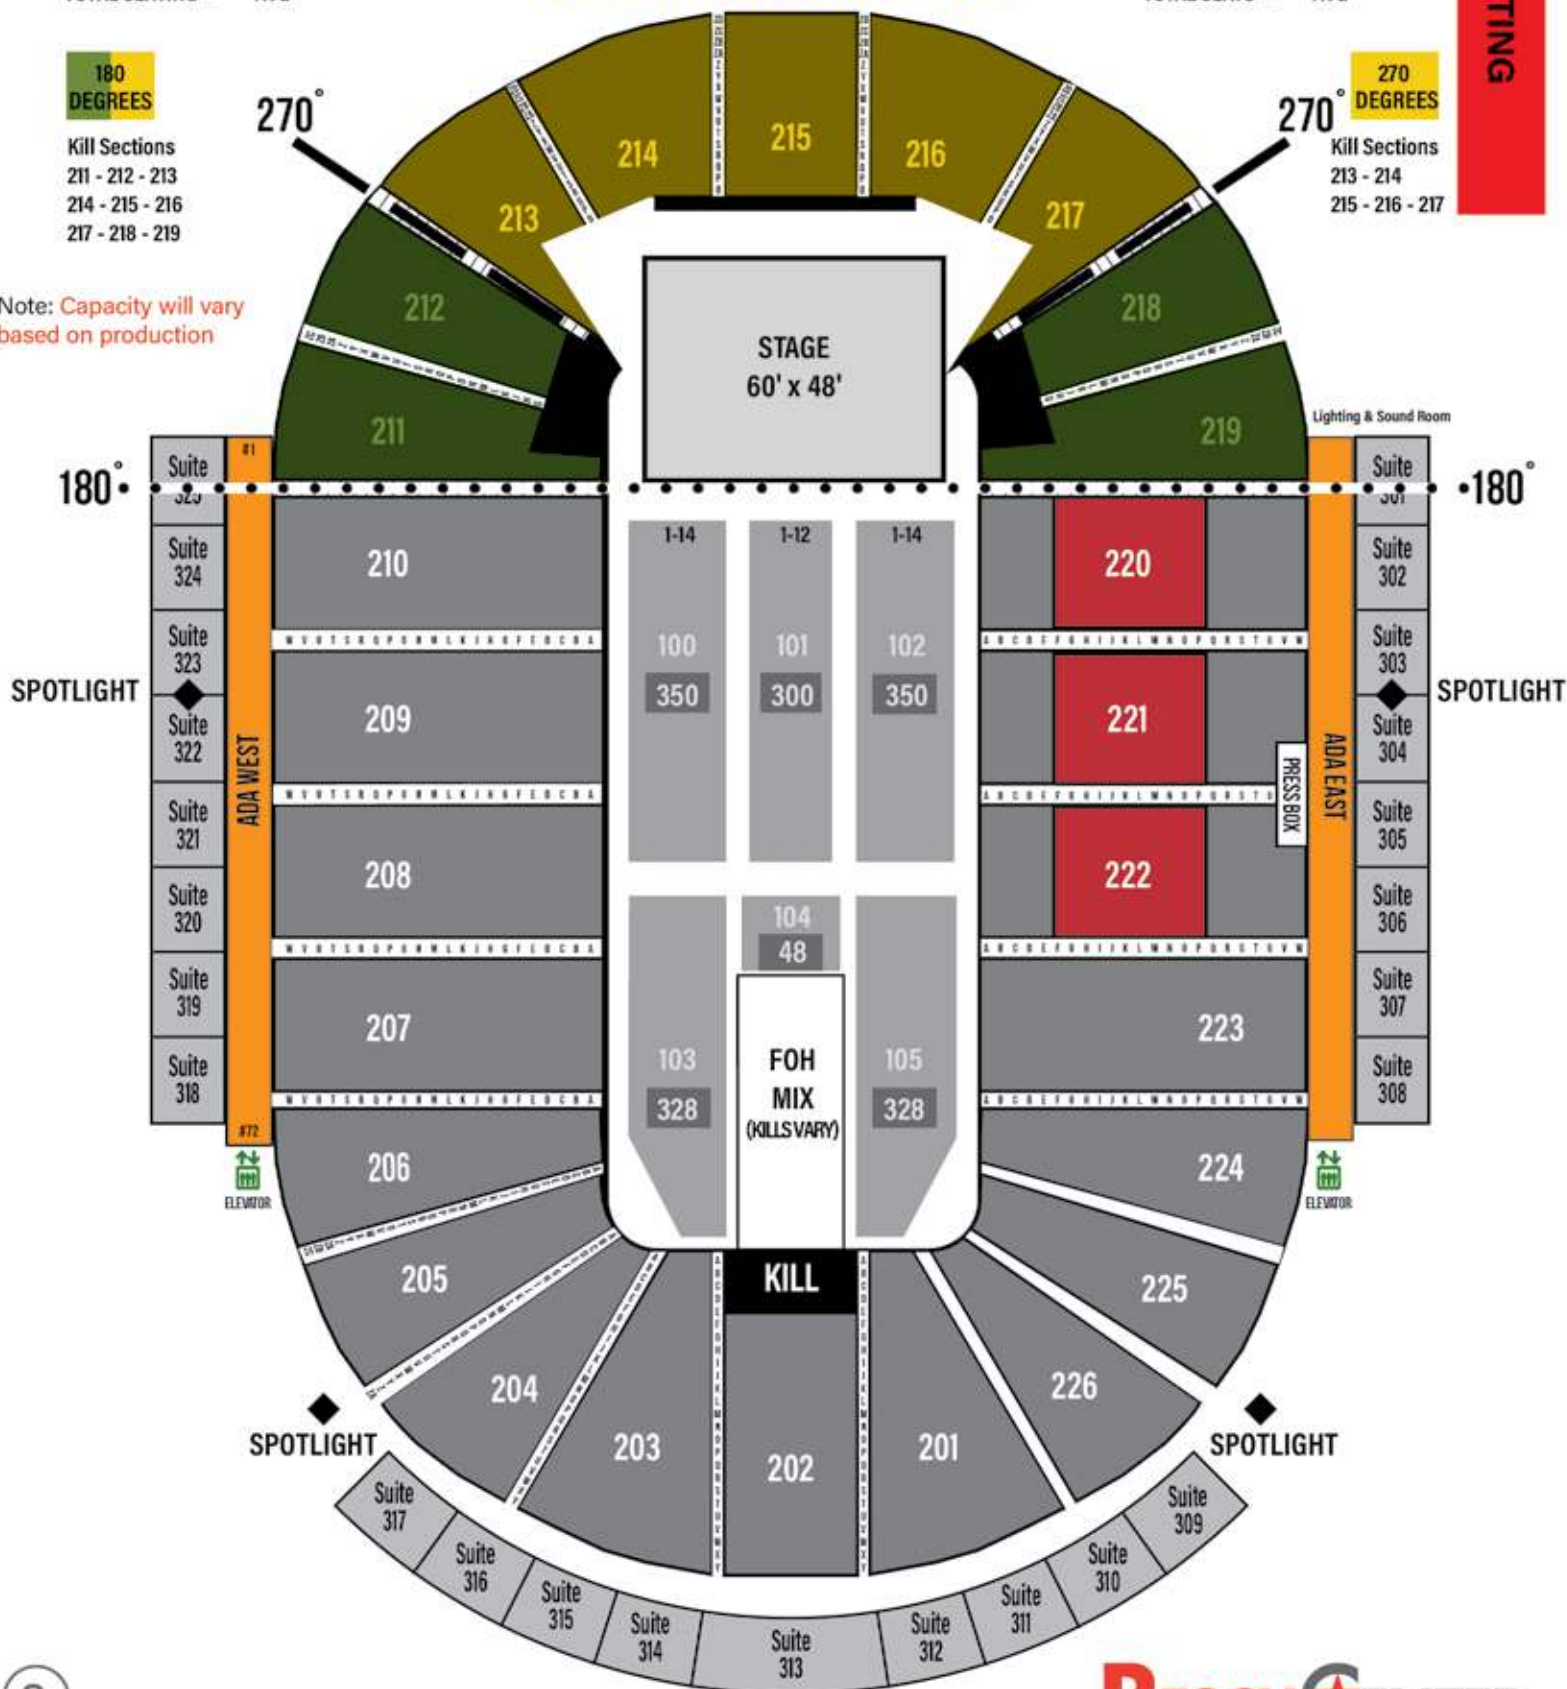 180
DEGREES
Kill Sections
211 - 212 - 213
214 - 215 - 216
217 - 218 - 219
Note: Capacity will vary
based on production
270°
270°
270
DEGREES
Kill Sections
213 - 214
215 - 216 - 217
TING
213
214
215
216
217
212
211
218
219
STAGE
60' x 48'
Lighting & Sound Room
180°
180°
#1
Suite
Suite
324
Suite
323
Suite
322
Suite
321
Suite
320
Suite
319
Suite
318
SPOTLIGHT
ADA WEST
#72
ELEVATOR
210
209
208
207
206
205
204
203
202
201
1-14
1-12
1-14
100
350
101
300
102
350
103
328
104
48
105
328
FOH
MIX
(KILLS VARY)
KILL
220
221
222
223
224
225
226
W V U T S R Q P O N M L K J H G F E D C B A
A B C D E F G H I J K L M N O P Q R S T U V W
PRESS BOX
ADA EAST
ELEVATOR
Suite
301
Suite
302
Suite
303
Suite
304
Suite
305
Suite
306
Suite
307
Suite
308
SPOTLIGHT
SPOTLIGHT
SPOTLIGHT
Suite
317
Suite
316
Suite
315
Suite
314
Suite
313
Suite
312
Suite
311
Suite
310
Suite
309